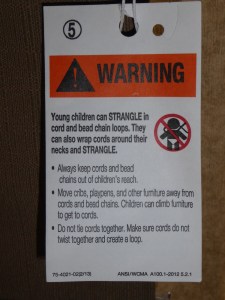 5
WARNING
Young children can STRANGLE in
cord and bead chain loops. They
can also wrap cords around their
necks and STRANGLE.
• Always keep cords and bead
chains out of children's reach.
• Move cribs, playpens, and other furniture away from
cords and bead chains. Children can climb furniture
to get to cords.
• Do not tie cords together. Make sure cords do not
twist together and create a loop.
ANSI/WCMA A100.1-2012 5.2.1